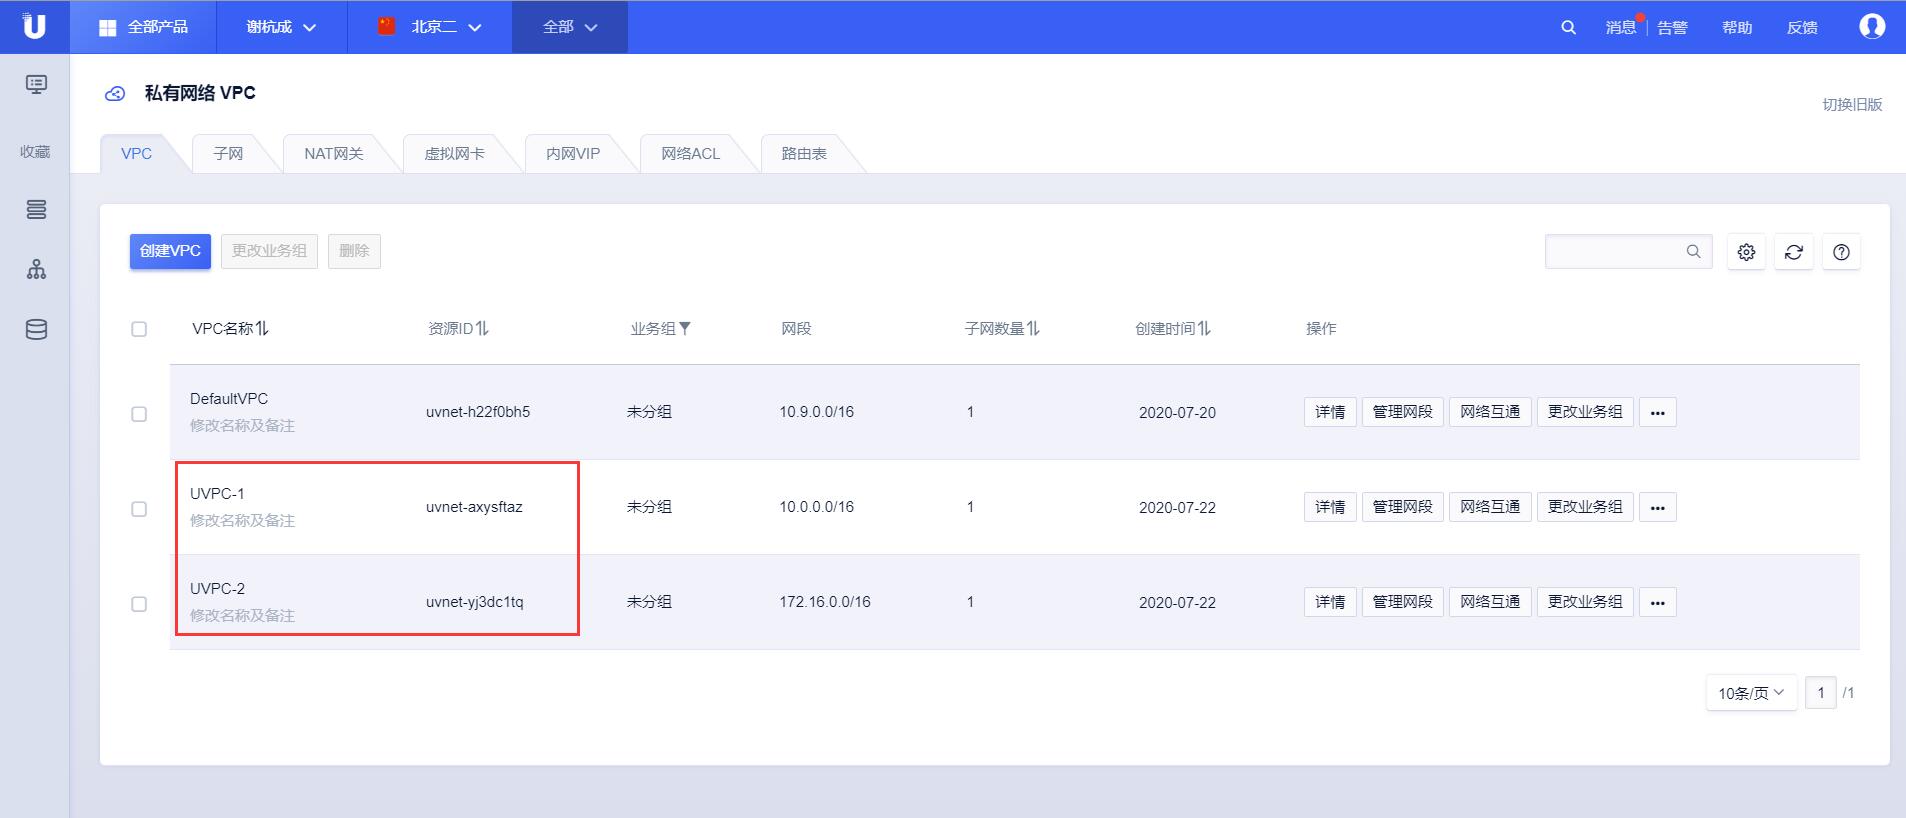 U 全部产品 谢杭成 北京二 全部 消息 告警 帮助 反馈
收藏
私有网络 VPC
切换旧版
VPC 子网 NAT网关 虚拟网卡 内网VIP 网络ACL 路由表
创建VPC 更改业务组 删除
VPC名称 资源ID 业务组 网段 子网数量 创建时间 操作
DefaultVPC
修改名称及备注
uvnet-h22f0bh5 未分组 10.9.0.0/16 1 2020-07-20 详情 管理网段 网络互通 更改业务组 •••
UVPC-1
修改名称及备注
uvnet-axysftaz 未分组 10.0.0.0/16 1 2020-07-22 详情 管理网段 网络互通 更改业务组 •••
UVPC-2
修改名称及备注
uvnet-yj3dc1tq 未分组 172.16.0.0/16 1 2020-07-22 详情 管理网段 网络互通 更改业务组 •••
10条/页 1 /1